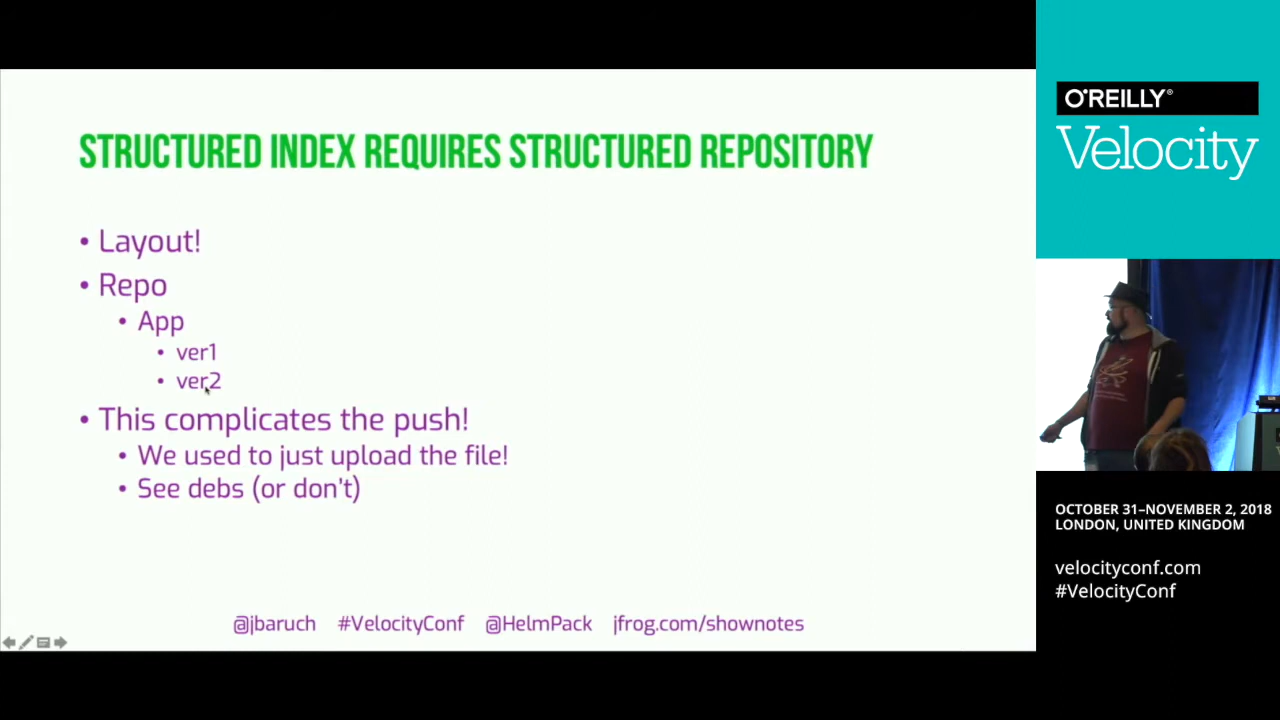 STRUCTURED INDEX REQUIRES STRUCTURED REPOSITORY
• Layout!
• Repo
• App
• ver1
• ver2
• This complicates the push!
• We used to just upload the file!
• See debs (or don't)
@jbaruch #VelocityConf @HelmPack jfrog.com/shownotes
O'REILLY®
Velocity
OCTOBER 31–NOVEMBER 2, 2018
LONDON, UNITED KINGDOM
velocityconf.com
#VelocityConf